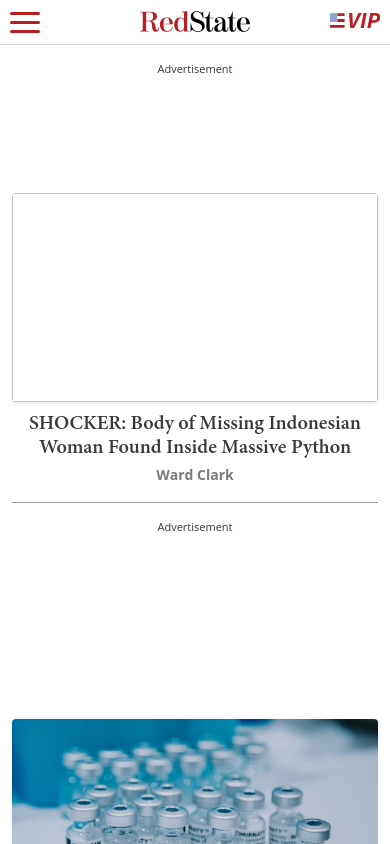 RedState
VIP
Advertisement
SHOCKER: Body of Missing Indonesian
Woman Found Inside Massive Python
Ward Clark
Advertisement